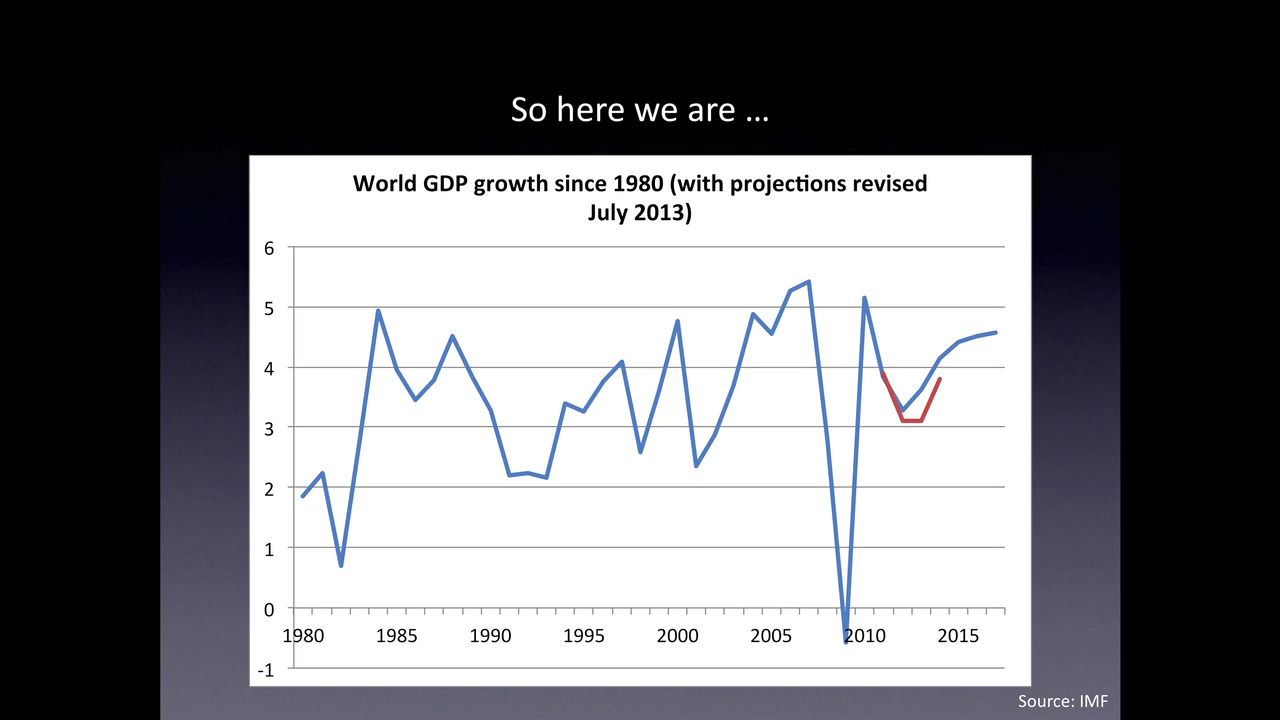 So here we are …
World GDP growth since 1980 (with projections revised
July 2013)
6
5
4
3
2
1
0
-1
1980 1985 1990 1995 2000 2005 2010 2015
Source: IMF